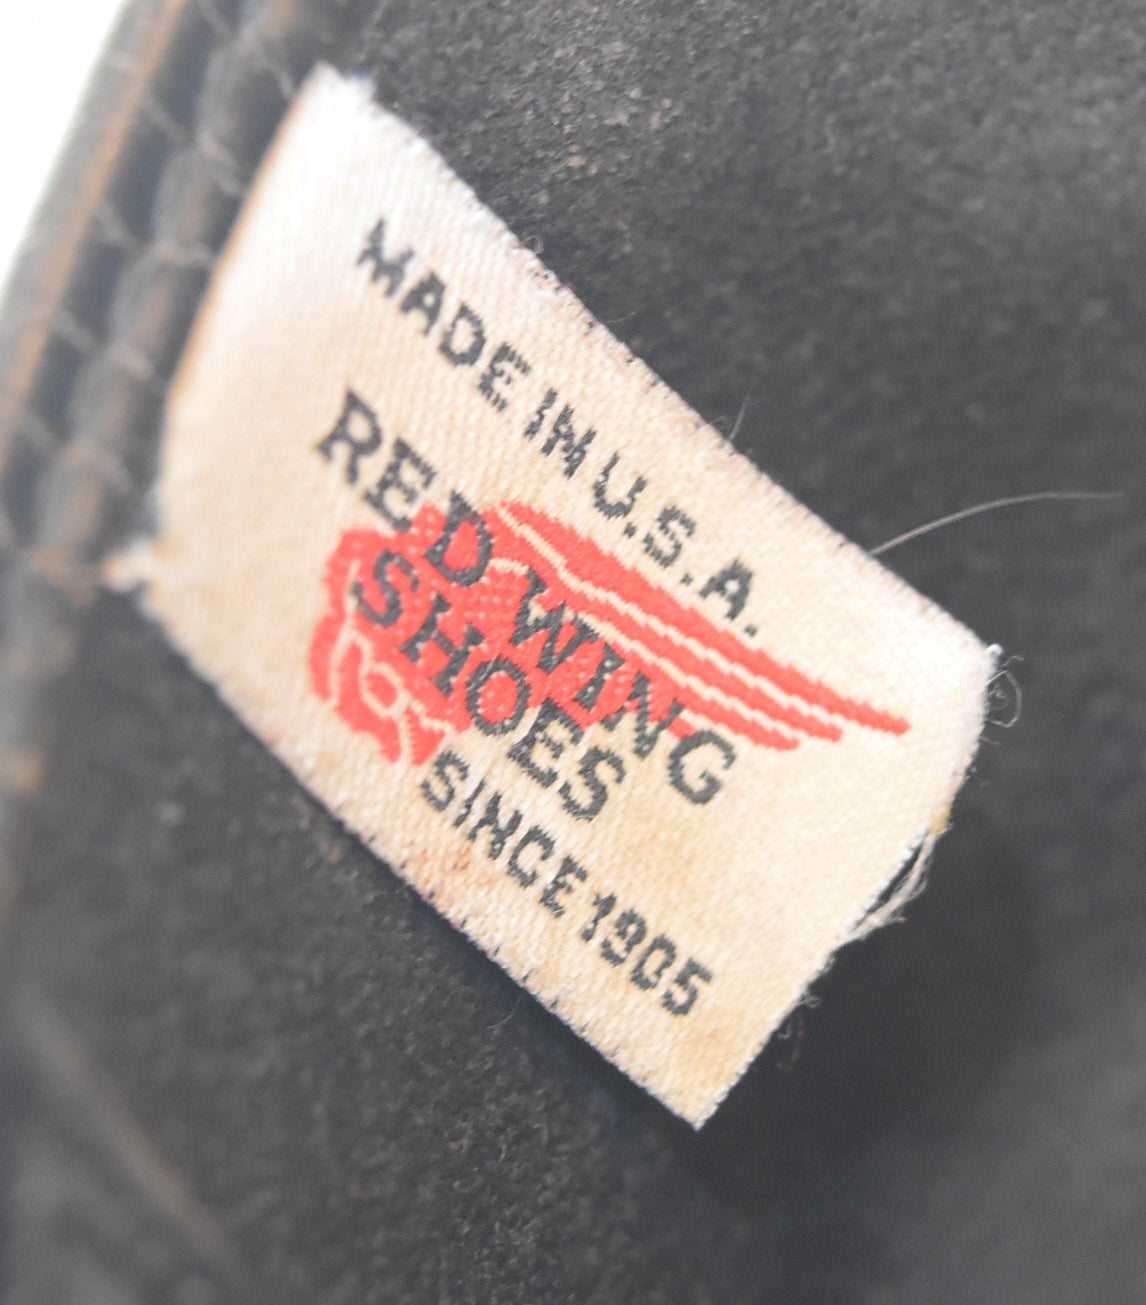 MADE IN U.S.A.
RED WING
SHOES
SINCE 1905